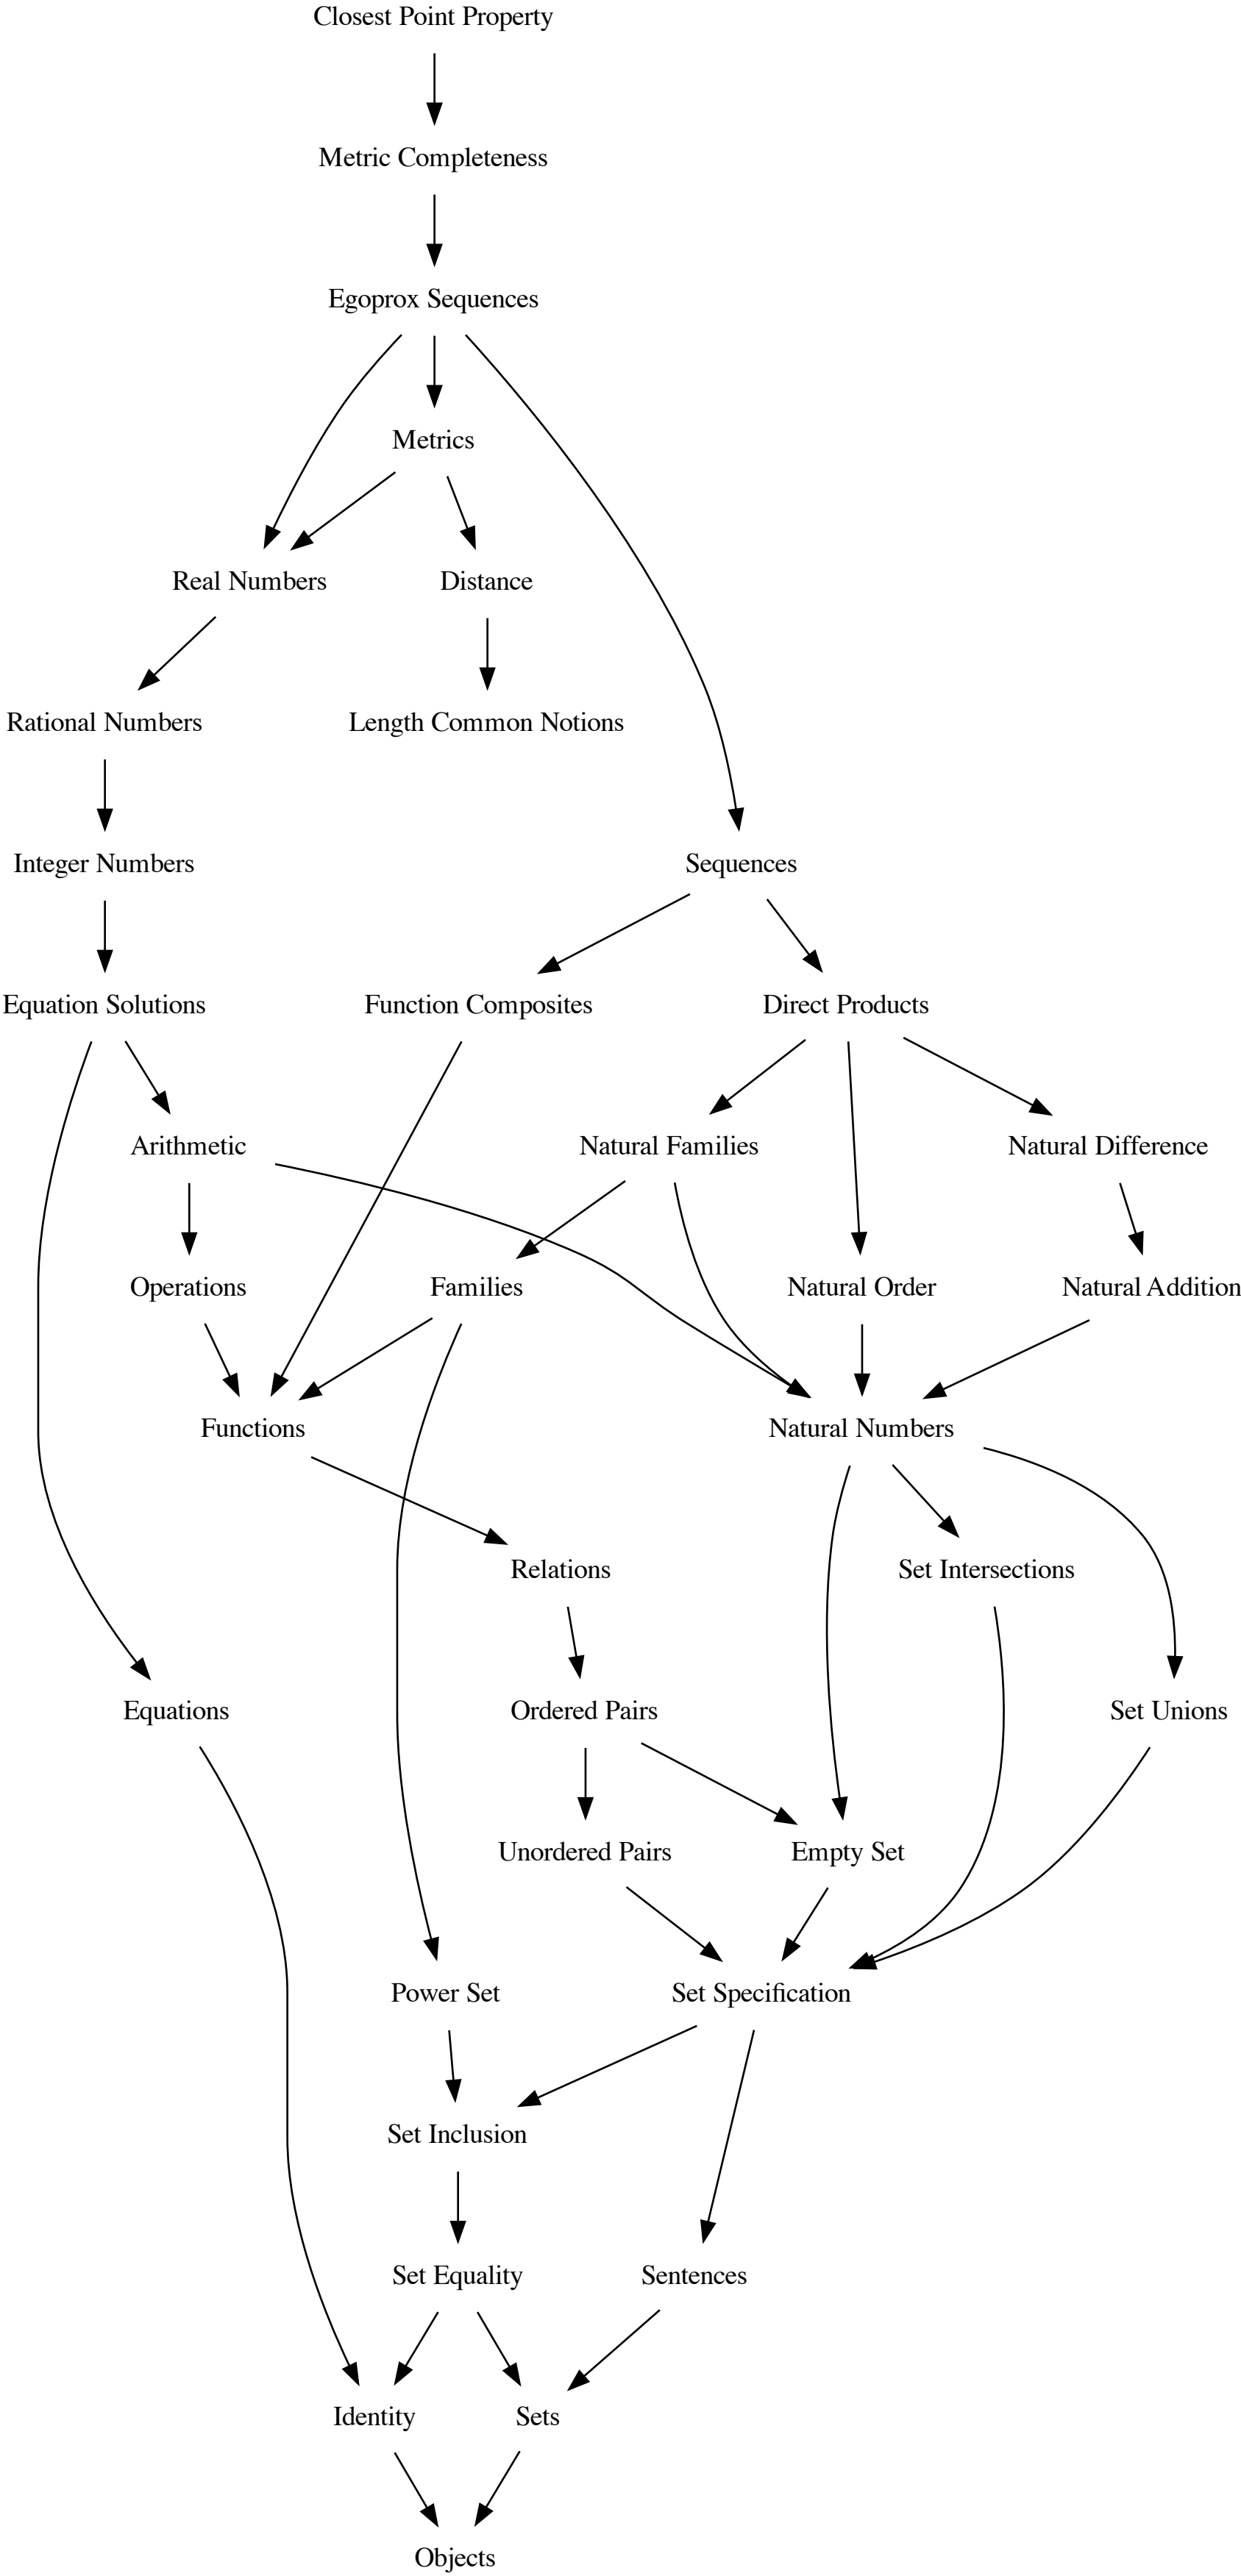 Closest Point Property
Metric Completeness
Egoprox Sequences
Metrics
Real Numbers
Distance
Rational Numbers
Length Common Notions
Integer Numbers
Sequences
Equation Solutions
Function Composites
Direct Products
Arithmetic
Natural Families
Natural Difference
Operations
Families
Natural Order
Natural Addition
Functions
Natural Numbers
Relations
Set Intersections
Equations
Ordered Pairs
Set Unions
Unordered Pairs
Empty Set
Power Set
Set Specification
Set Inclusion
Set Equality
Sentences
Identity
Sets
Objects